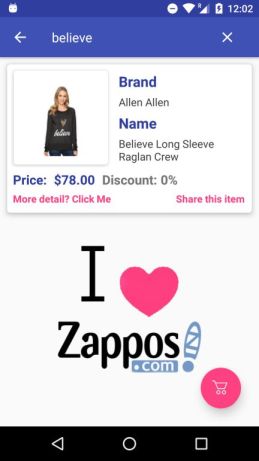 12:02
believe
Brand
Allen Allen
Name
Believe Long Sleeve
Raglan Crew
believe
Price: $78.00 Discount: 0%
More detail? Click Me
Share this item
I
Zappos
.com